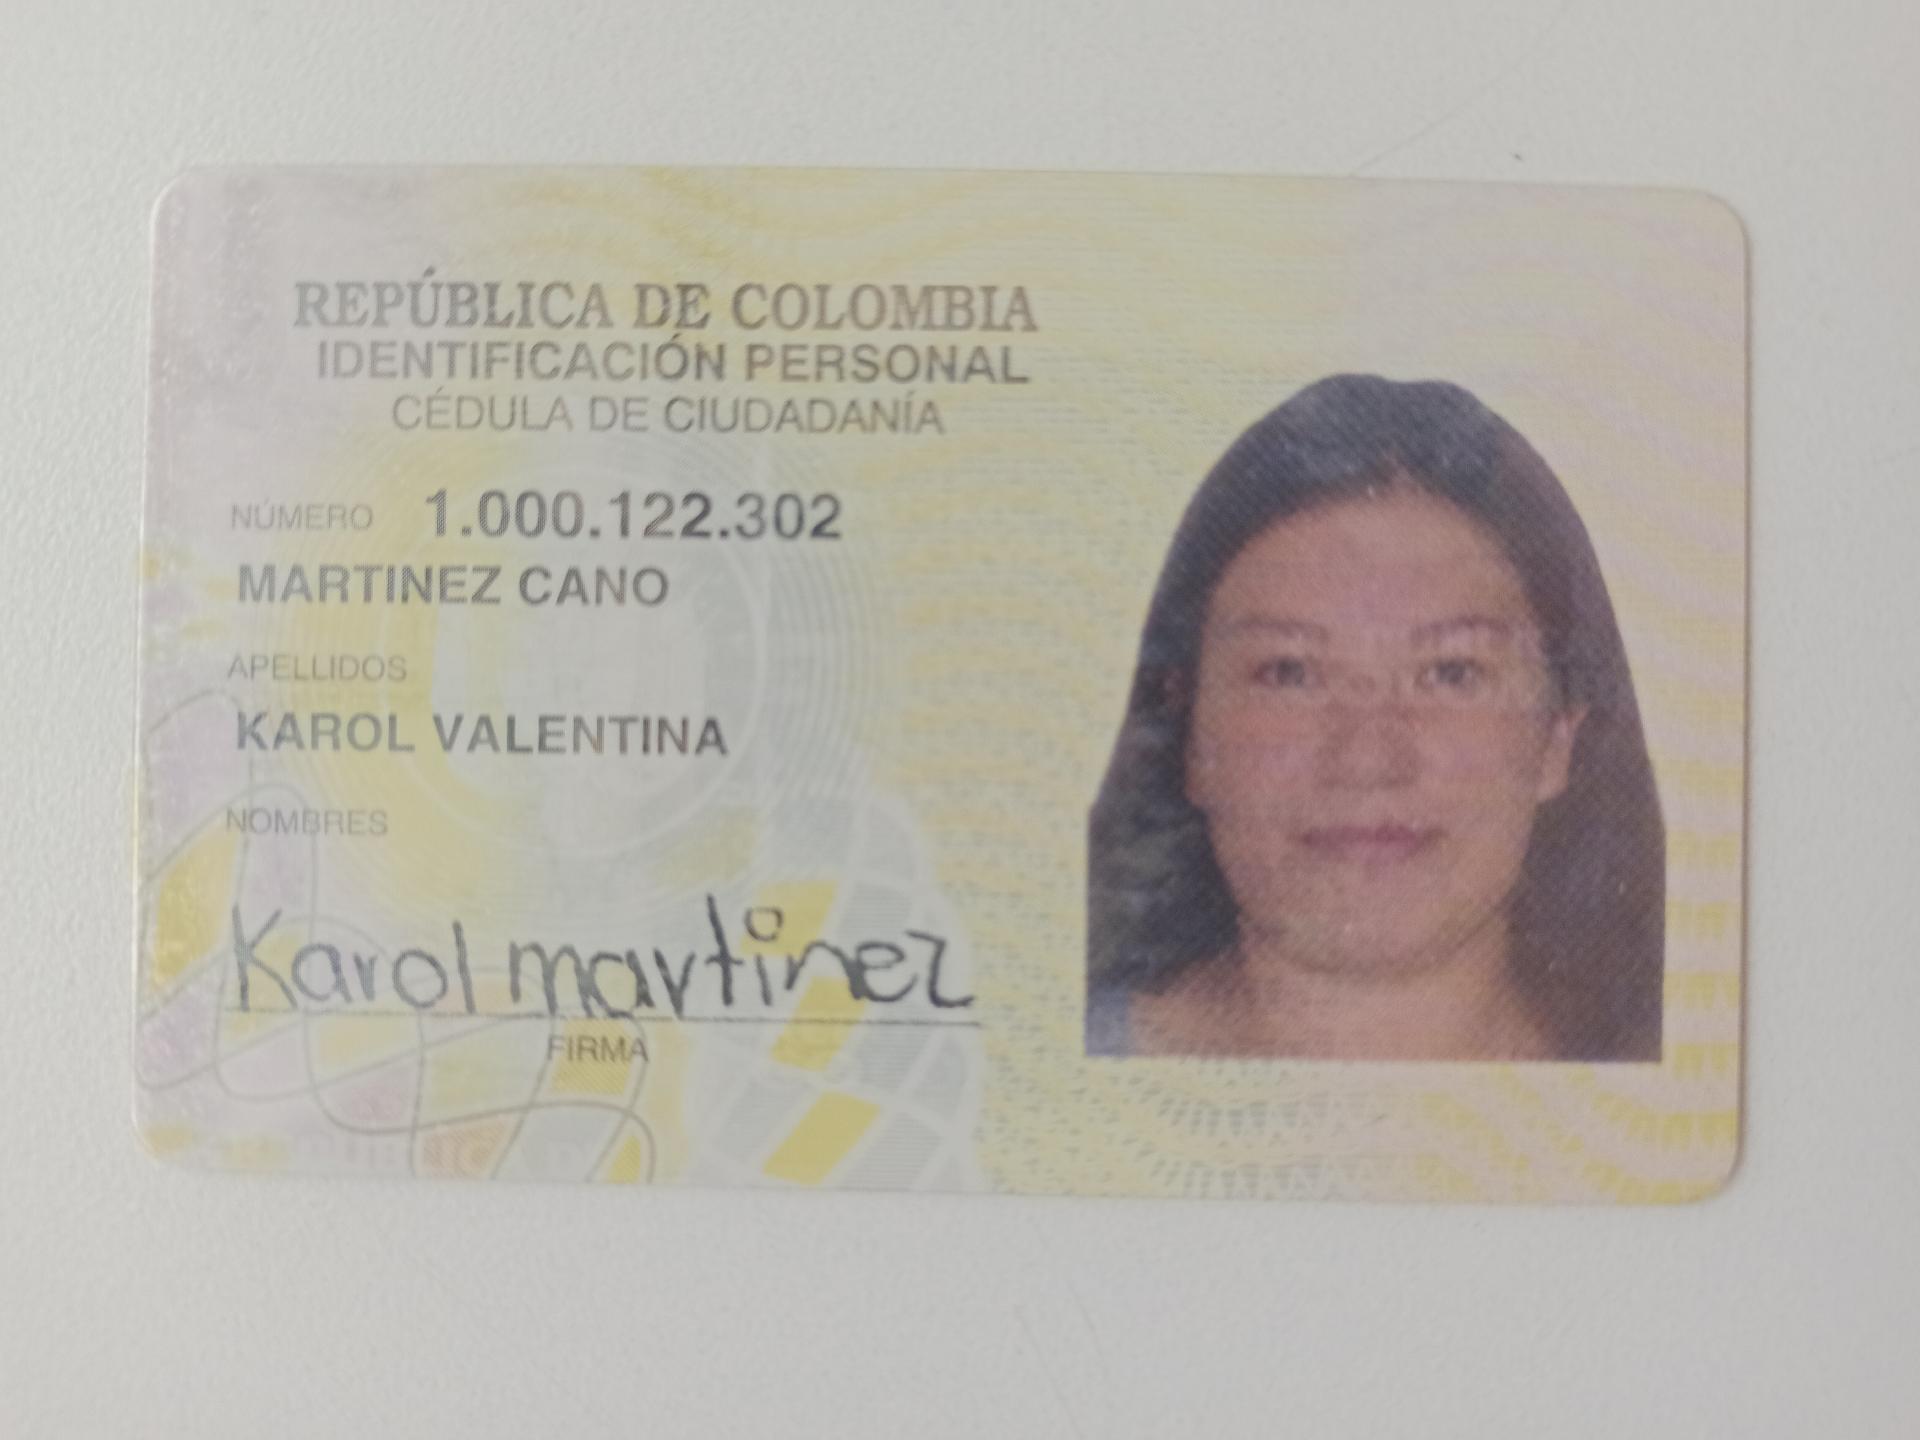 REPÚBLICA DE COLOMBIA
IDENTIFICACIÓN PERSONAL
CÉDULA DE CIUDADANÍA
NÚMERO 1.000.122.302
MARTINEZ CANO
APELLIDOS
KAROL VALENTINA
NOMBRES
Karol martinez
FIRMA